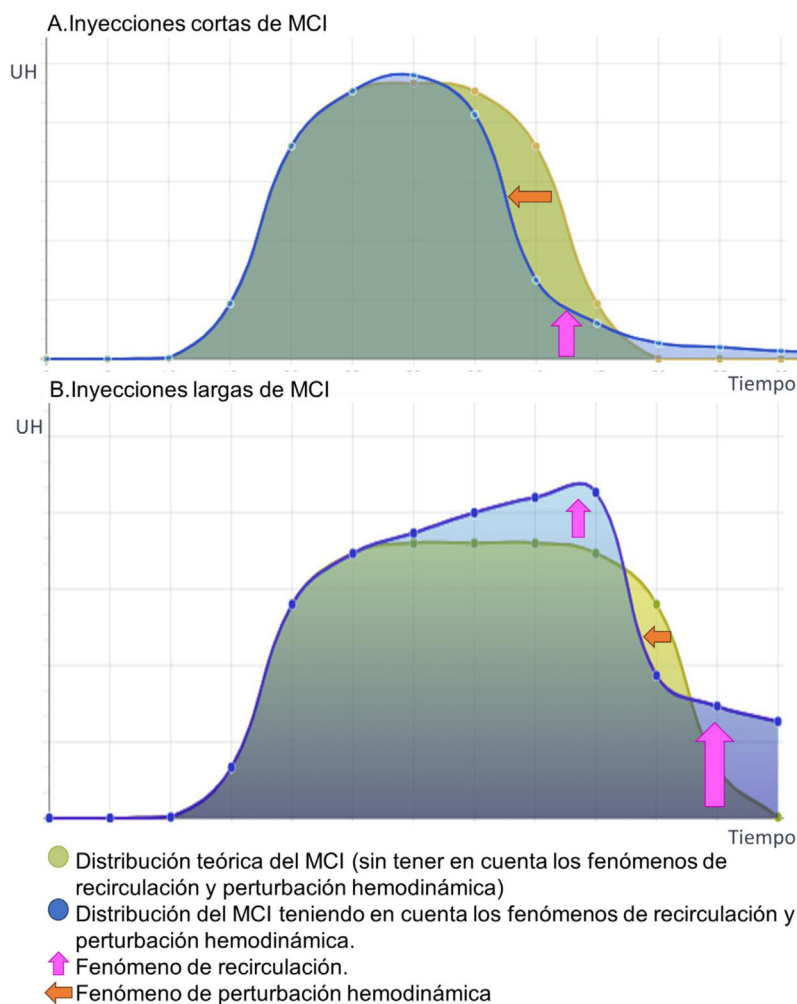 A.Inyecciones cortas de MCI
UH
Tiempo
B.Inyecciones largas de MCI
UH
Tiempo
Distribución teórica del MCI (sin tener en cuenta los fenómenos de
recirculación y perturbación hemodinámica)
Distribución del MCI teniendo en cuenta los fenómenos de recirculación y
perturbación hemodinámica.
Fenómeno de recirculación.
Fenómeno de perturbación hemodinámica